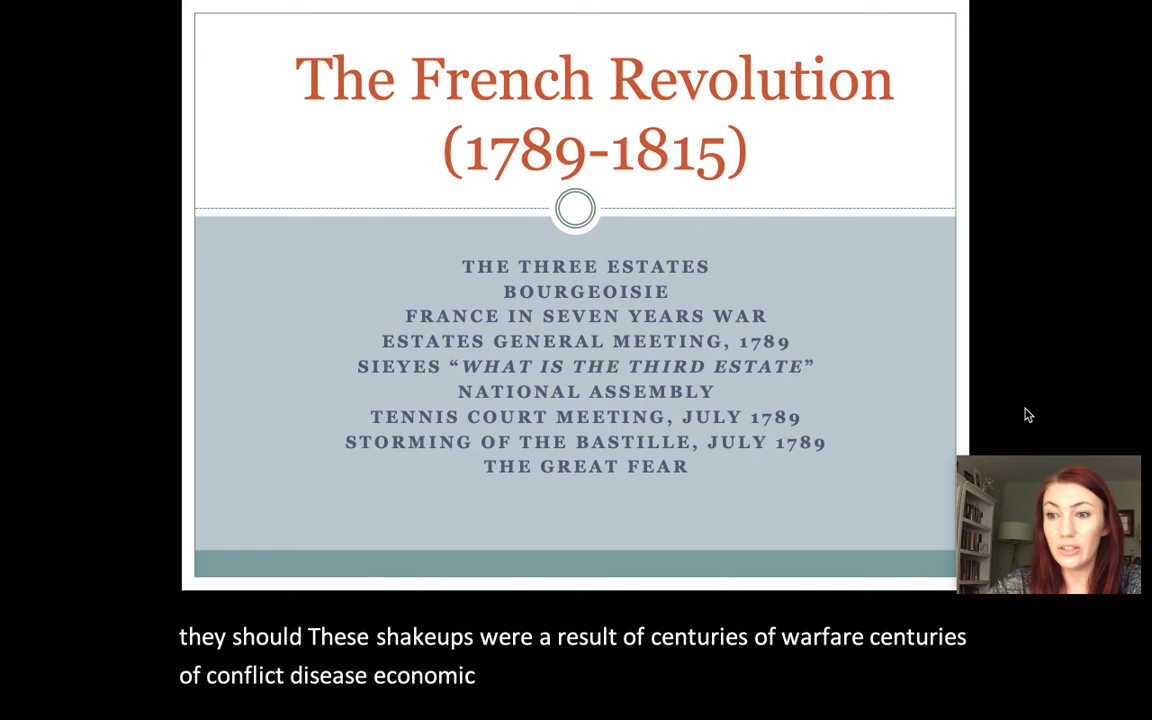 The French Revolution
(1789-1815)
THE THREE ESTATES
BOURGEOISIE
FRANCE IN SEVEN YEARS WAR
ESTATES GENERAL MEETING, 1789
SIEYES “WHAT IS THE THIRD ESTATE”
NATIONAL ASSEMBLY
TENNIS COURT MEETING, JULY 1789
STORMING OF THE BASTILLE, JULY 1789
THE GREAT FEAR
they should These shakeups were a result of centuries of warfare centuries
of conflict disease economic